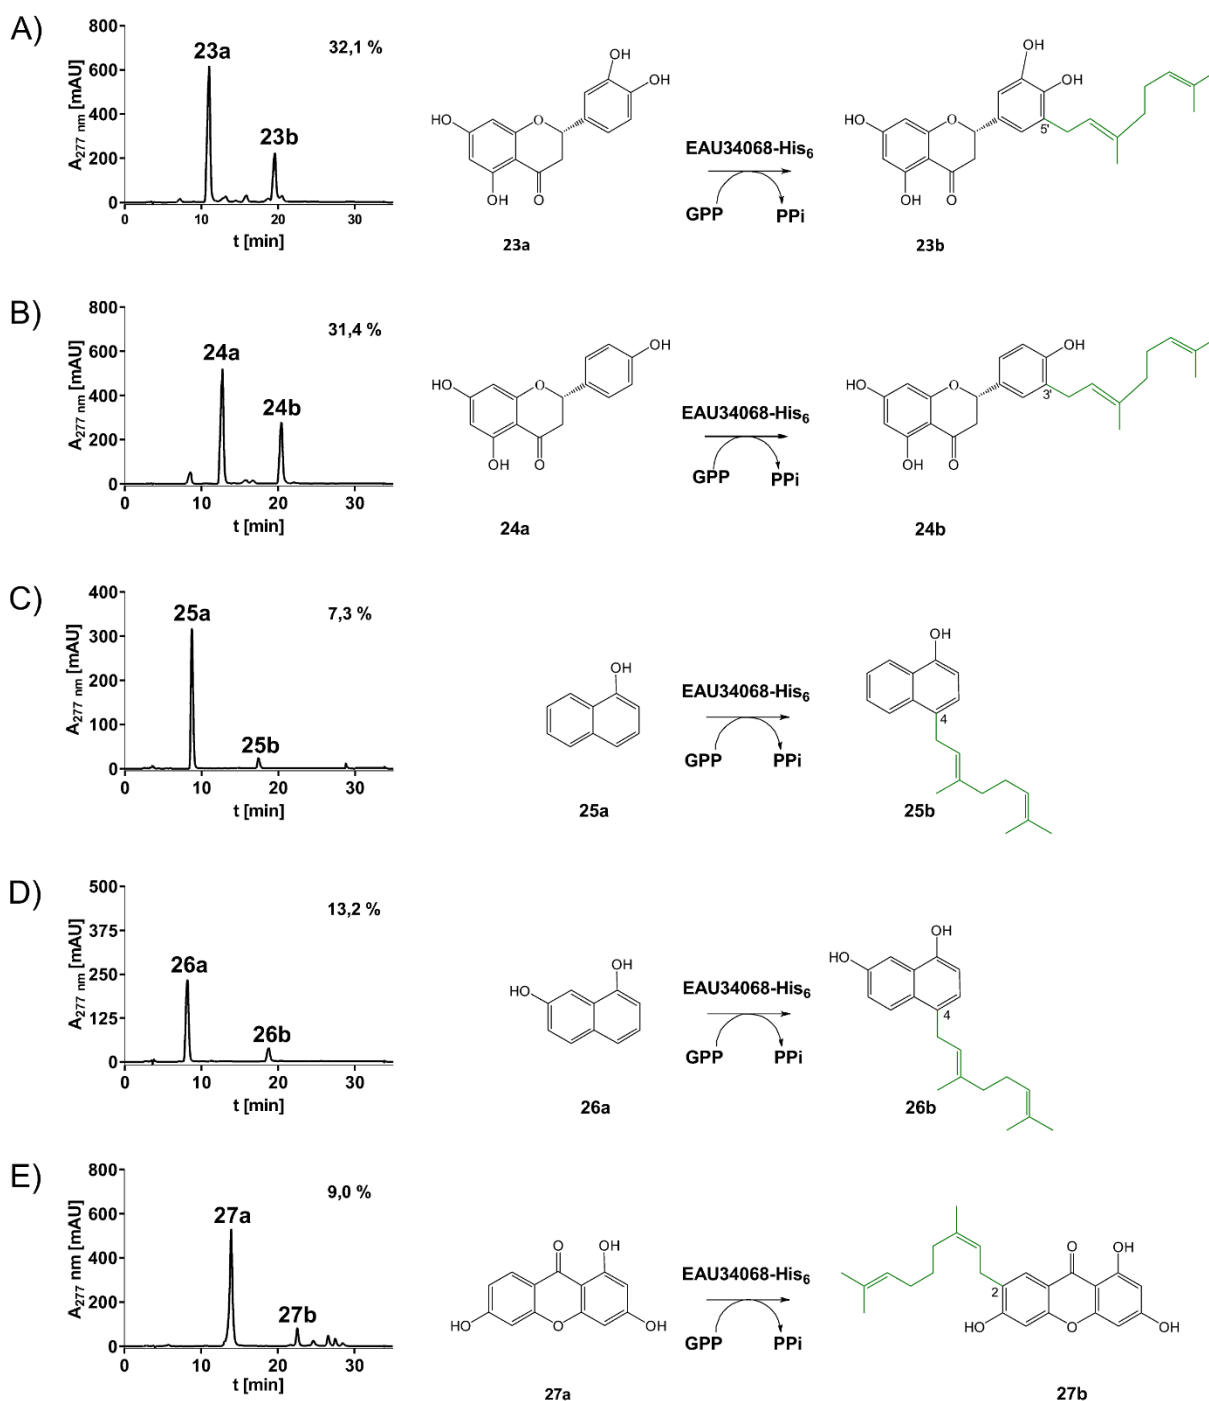 A)
A277 nm [mAU]
800
600
400
200
0
0 10 20 30
t [min]
23a
23b
32,1 %
HO
OH
OH
O
OH O
23a
EAU34068-His6
GPP PPi
OH
OH
HO
O
5'
OH O
23b
B)
A277 nm [mAU]
800
600
400
200
0
0 10 20 30
t [min]
24a
24b
31,4 %
OH
HO
O
OH O
24a
EAU34068-His6
GPP PPi
OH
HO
O
3'
OH O
24b
C)
A277 nm [mAU]
400
300
200
100
0
0 10 20 30
t [min]
25a
25b
7,3 %
OH
25a
EAU34068-His6
GPP PPi
OH
4
25b
D)
A277 nm [mAU]
500
375
250
125
0
0 10 20 30
t [min]
26a
26b
13,2 %
OH
HO
26a
EAU34068-His6
GPP PPi
OH
HO
4
26b
E)
A277 nm [mAU]
800
600
400
200
0
0 10 20 30
t [min]
27a
27b
9,0 %
O OH
HO O OH
27a
EAU34068-His6
GPP PPi
2
O OH
HO O OH
27b